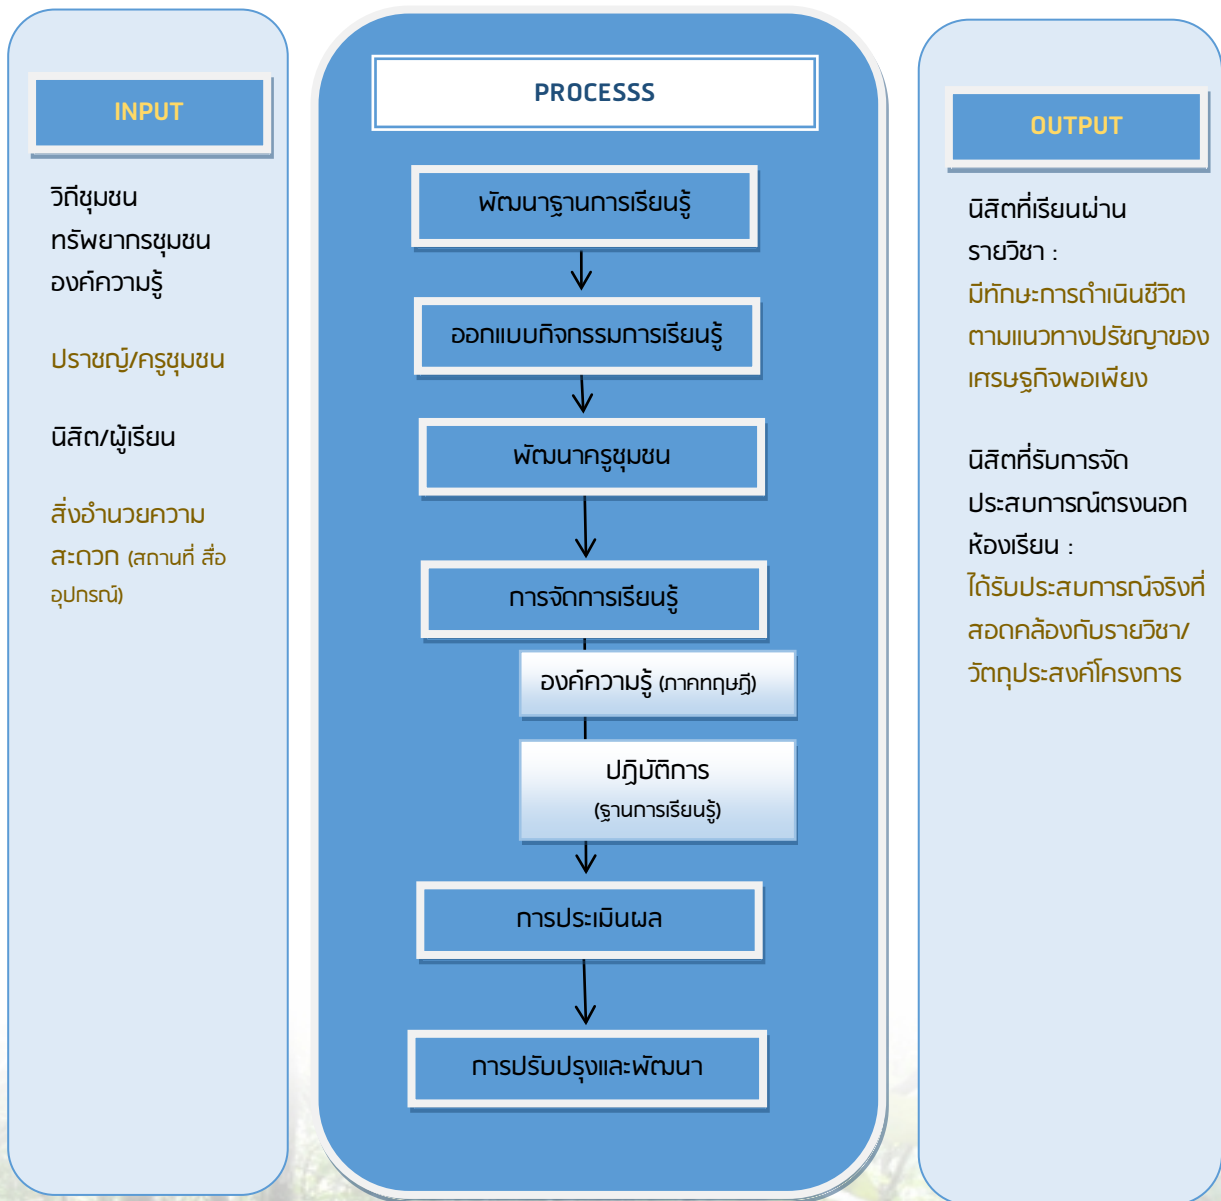 INPUT
วิถีชุมชน
ทรัพยากรชุมชน
องค์ความรู้
ปราชญ์/ครูชุมชน
นิสิต/ผู้เรียน
สิ่งอำนวยความ
สะดวก (สถานที่ สื่อ
อุปกรณ์)
PROCESSS
พัฒนาฐานการเรียนรู้
ออกแบบกิจกรรมการเรียนรู้
พัฒนาครูชุมชน
การจัดการเรียนรู้
องค์ความรู้ (ภาคทฤษฎี)
ปฏิบัติการ
(ฐานการเรียนรู้)
การประเมินผล
การปรับปรุงและพัฒนา
OUTPUT
นิสิตที่เรียนผ่าน
รายวิชา :
มีทักษะการดำเนินชีวิต
ตามแนวทางปรัชญาของ
เศรษฐกิจพอเพียง
นิสิตที่รับการจัด
ประสบการณ์ตรงนอก
ห้องเรียน :
ได้รับประสบการณ์จริงที่
สอดคล้องกับรายวิชา/
วัตถุประสงค์โครงการ